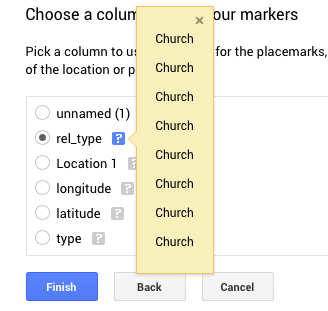 Choose a colum our markers
Pick a column to us for the placemarks,
of the location or p
×
Church
Church
Church
Church
Church
Church
Church
Church
unnamed (1)
rel_type ?
Location 1 ?
longitude ?
latitude ?
type ?
Finish Back Cancel